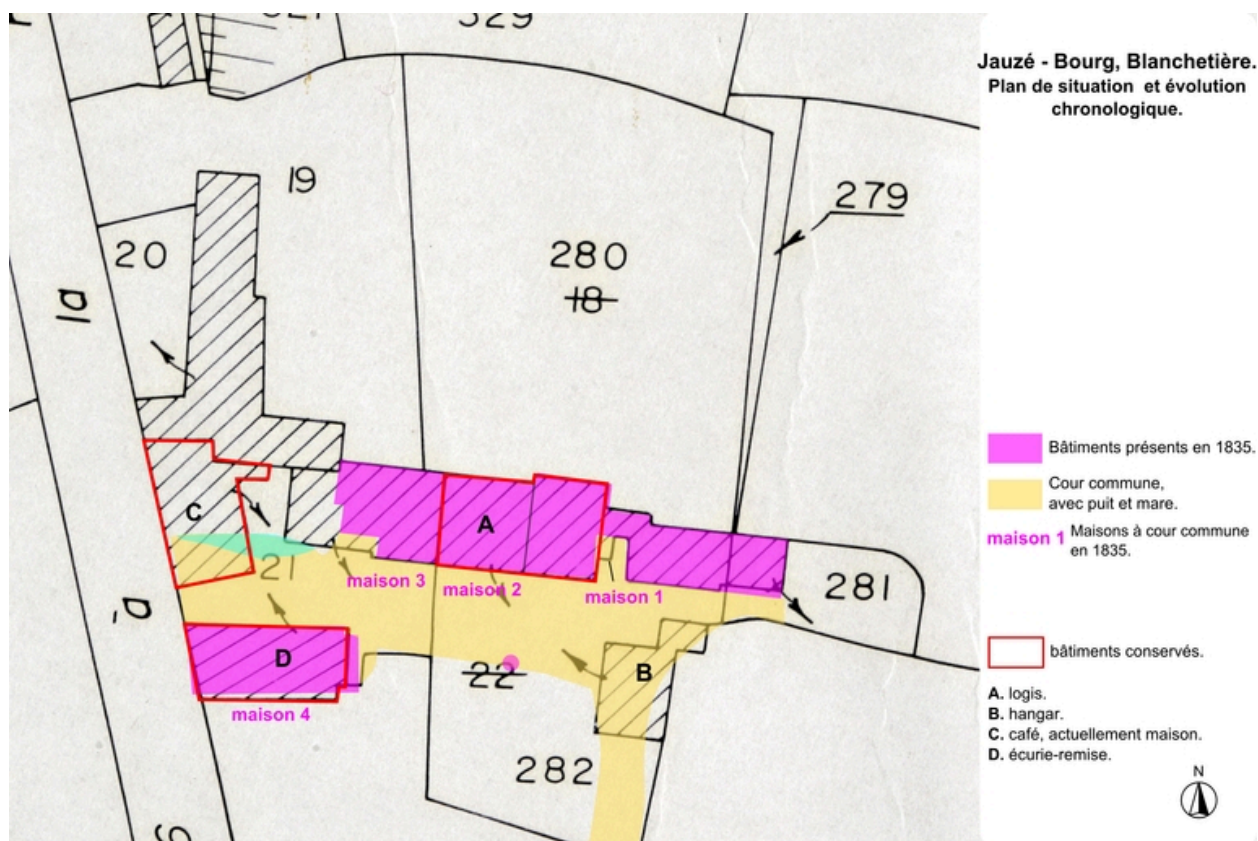 329
19
279
20
280
18
la
C
A
281
21
maison 3
maison 2
maison 1
D
22
B
maison 4
282
Jauzé - Bourg, Blanchetière.
Plan de situation et évolution
chronologique.
Bâtiments présents en 1835.
Cour commune,
avec puit et mare.
maison 1 Maisons à cour commune
en 1835.
bâtiments conservés.
A. logis.
B. hangar.
C. café, actuellement maison.
D. écurie-remise.
N